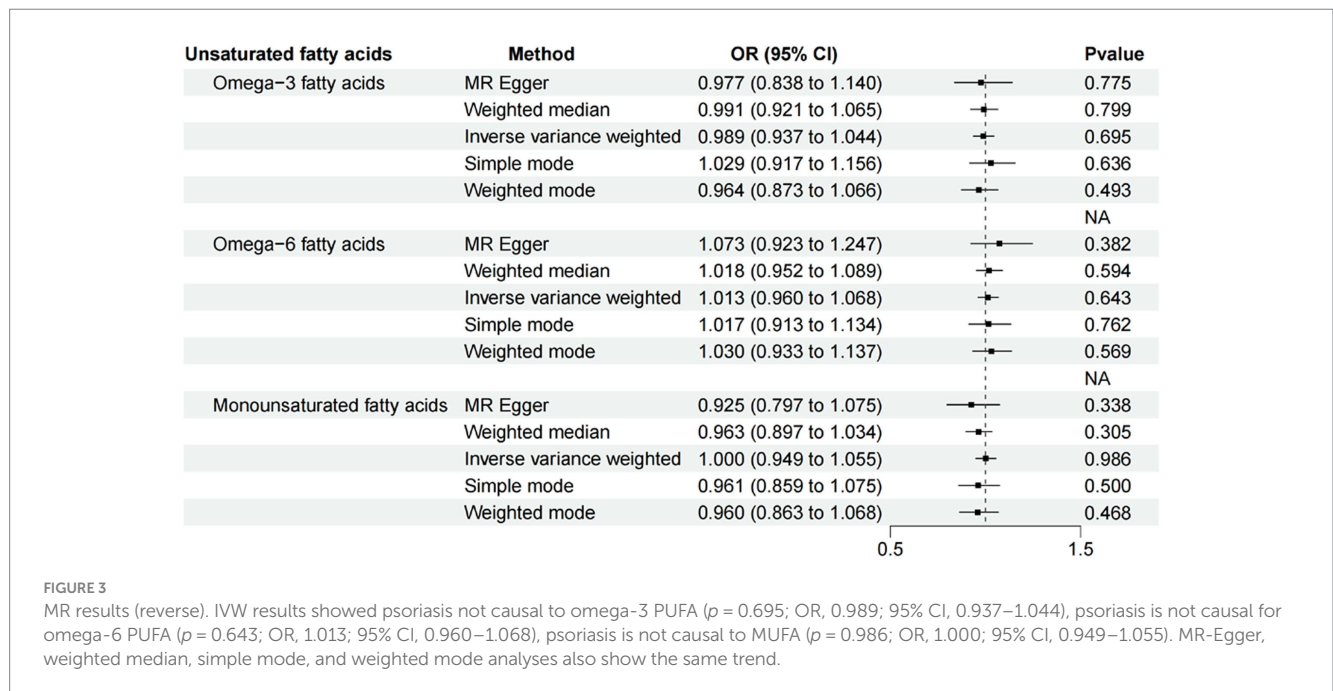 Unsaturated fatty acids Method OR (95% CI) Pvalue
Omega−3 fatty acids MR Egger 0.977 (0.838 to 1.140) 0.775
Weighted median 0.991 (0.921 to 1.065) 0.799
Inverse variance weighted 0.989 (0.937 to 1.044) 0.695
Simple mode 1.029 (0.917 to 1.156) 0.636
Weighted mode 0.964 (0.873 to 1.066) 0.493
NA
Omega−6 fatty acids MR Egger 1.073 (0.923 to 1.247) 0.382
Weighted median 1.018 (0.952 to 1.089) 0.594
Inverse variance weighted 1.013 (0.960 to 1.068) 0.643
Simple mode 1.017 (0.913 to 1.134) 0.762
Weighted mode 1.030 (0.933 to 1.137) 0.569
NA
Monounsaturated fatty acids MR Egger 0.925 (0.797 to 1.075) 0.338
Weighted median 0.963 (0.897 to 1.034) 0.305
Inverse variance weighted 1.000 (0.949 to 1.055) 0.986
Simple mode 0.961 (0.859 to 1.075) 0.500
Weighted mode 0.960 (0.863 to 1.068) 0.468
0.5 1.5
FIGURE 3
MR results (reverse). IVW results showed psoriasis not causal to omega-3 PUFA (p = 0.695; OR, 0.989; 95% CI, 0.937–1.044), psoriasis is not causal for
omega-6 PUFA (p = 0.643; OR, 1.013; 95% CI, 0.960–1.068), psoriasis is not causal to MUFA (p = 0.986; OR, 1.000; 95% CI, 0.949–1.055). MR-Egger,
weighted median, simple mode, and weighted mode analyses also show the same trend.